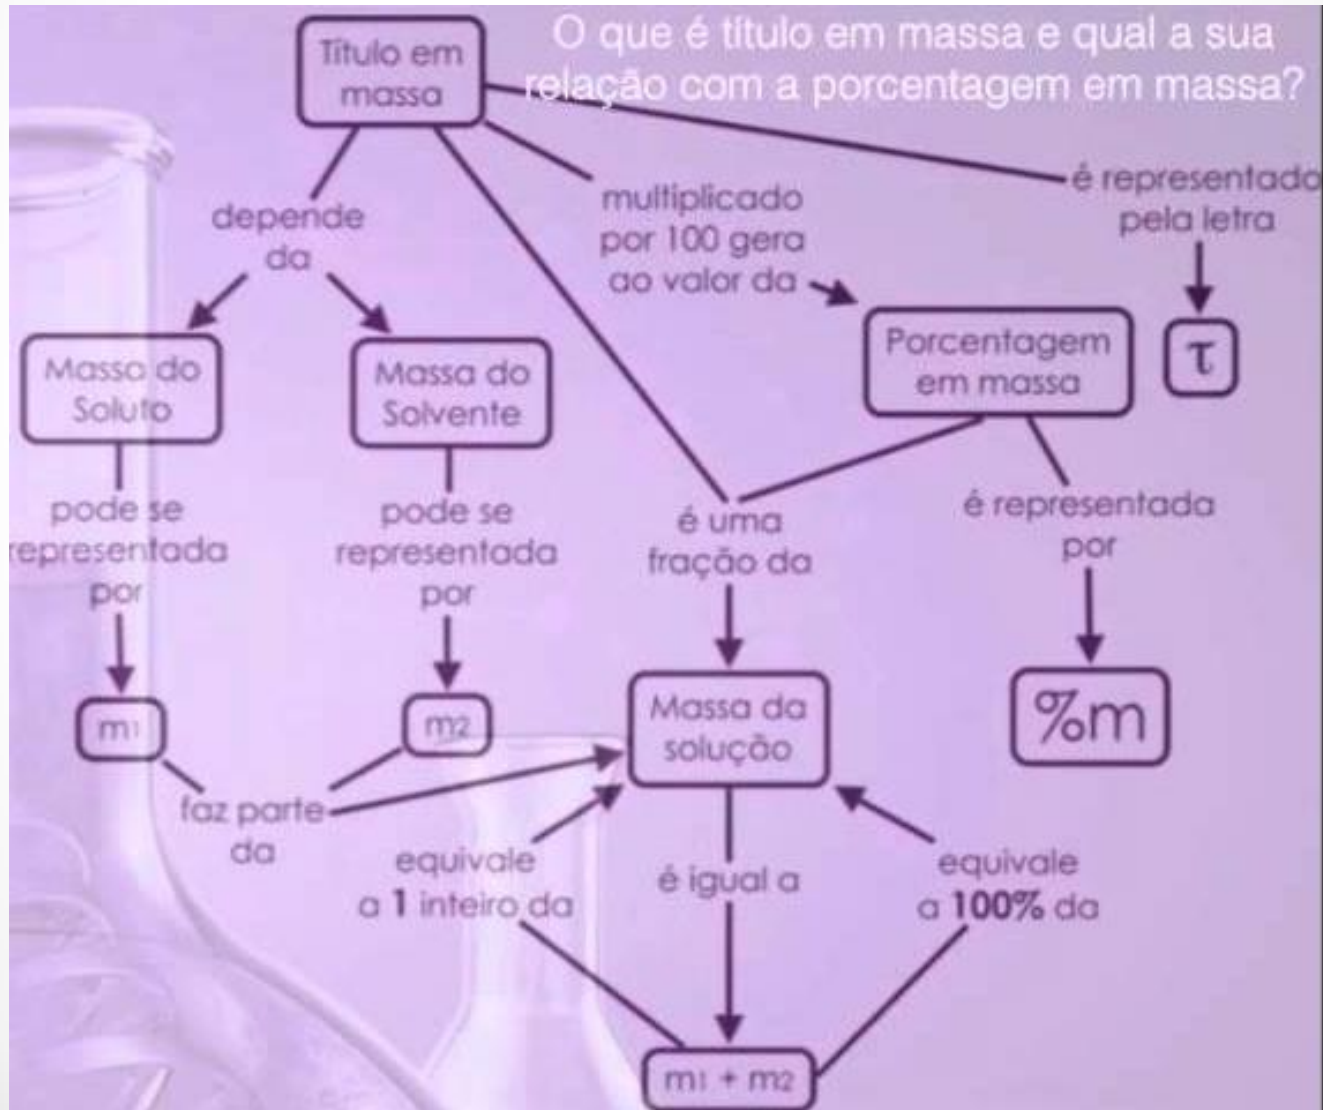 O que é título em massa e qual a sua
relação com a porcentagem em massa?
Título em
massa
é representado
pela letra
τ
multiplicado
por 100 gera
ao valor da
depende
da
Massa do
Soluto
Massa do
Solvente
Porcentagem
em massa
pode se
representada
por
pode se
representada
por
é uma
fração da
é representada
por
m1
m2
Massa da
solução
%m
faz parte
da
equivale
a 1 inteiro da
é igual a
equivale
a 100% da
m1 + m2